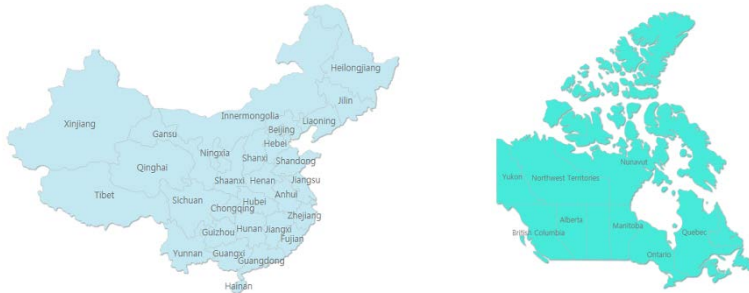 Heilongjiang
Jilin
Xinjiang
Innermongolia
Liaoning
Gansu
Beijing
Hebei
Ningxia
Shanxi
Shandong
Qinghai
Shaanxi
Henan
Jiangsu
Tibet
Sichuan
Anhui
Hubei
Chongqing
Zhejiang
Guizhou
Hunan
Jiangxi
Fujian
Yunnan
Guangxi
Guangdong
Hainan
Nonavut
Yukon
Northwest Territories
Alberta
British Columbia
Manitoba
Quebec
Ontario